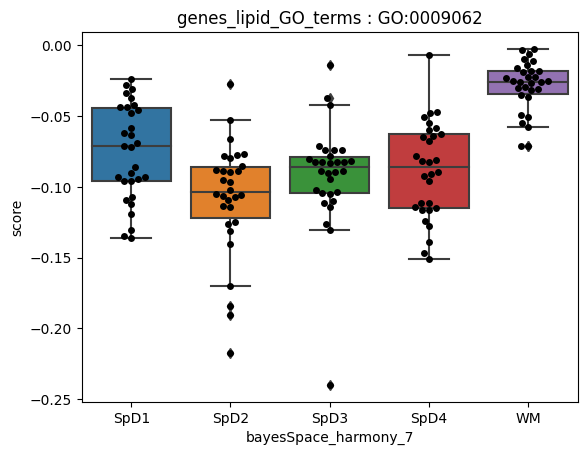 genes_lipid_GO_terms : GO:0009062
0.00
−0.05
−0.10
−0.15
−0.20
−0.25
score
SpD1 SpD2 SpD3 SpD4 WM
bayesSpace_harmony_7